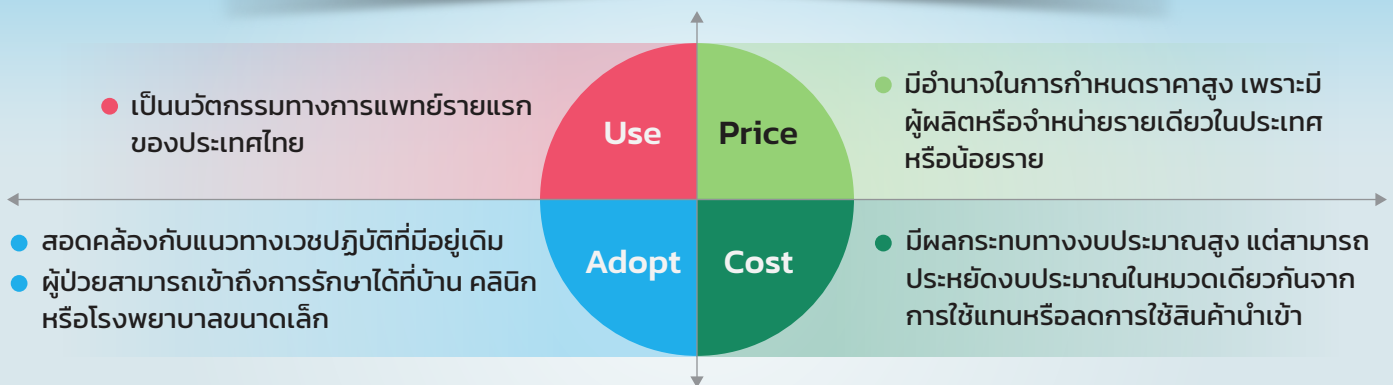 เป็นนวัตกรรมทางการแพทย์รายแรก
ของประเทศไทย
Use
Price
มีอำนาจในการกำหนดราคาสูง เพราะมี
ผู้ผลิตหรือจำหน่ายรายเดียวในประเทศ
หรือน้อยราย
สอดคล้องกับแนวทางเวชปฏิบัติที่มีอยู่เดิม
ผู้ป่วยสามารถเข้าถึงการรักษาได้ที่บ้าน คลินิก
หรือโรงพยาบาลขนาดเล็ก
Adopt
Cost
มีผลกระทบทางงบประมาณสูง แต่สามารถ
ประหยัดงบประมาณในหมวดเดียวกันจาก
การใช้แทนหรือลดการใช้สินค้านำเข้า